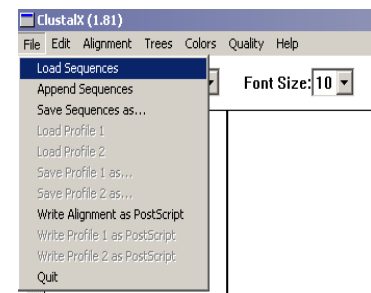 ClustalX (1.81)
File Edit Alignment Trees Colors Quality Help
Load Sequences
Font Size: 10
Append Sequences
Save Sequences as...
Load Profile 1
Load Profile 2
Save Profile 1 as...
Save Profile 2 as...
Write Alignment as PostScript
Write Profile 1 as PostScript
Write Profile 2 as PostScript
Quit